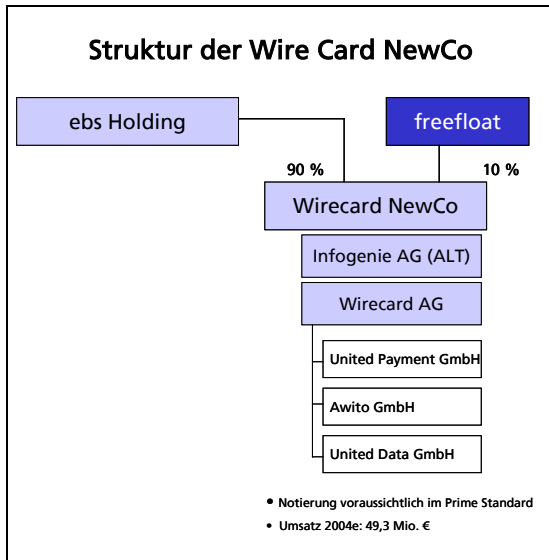 Struktur der Wire Card NewCo
ebs Holding
freefloat
90 %
10 %
Wirecard NewCo
Infogenie AG (ALT)
Wirecard AG
United Payment GmbH
Awito GmbH
United Data GmbH
• Notierung voraussichtlich im Prime Standard
• Umsatz 2004e: 49,3 Mio. €